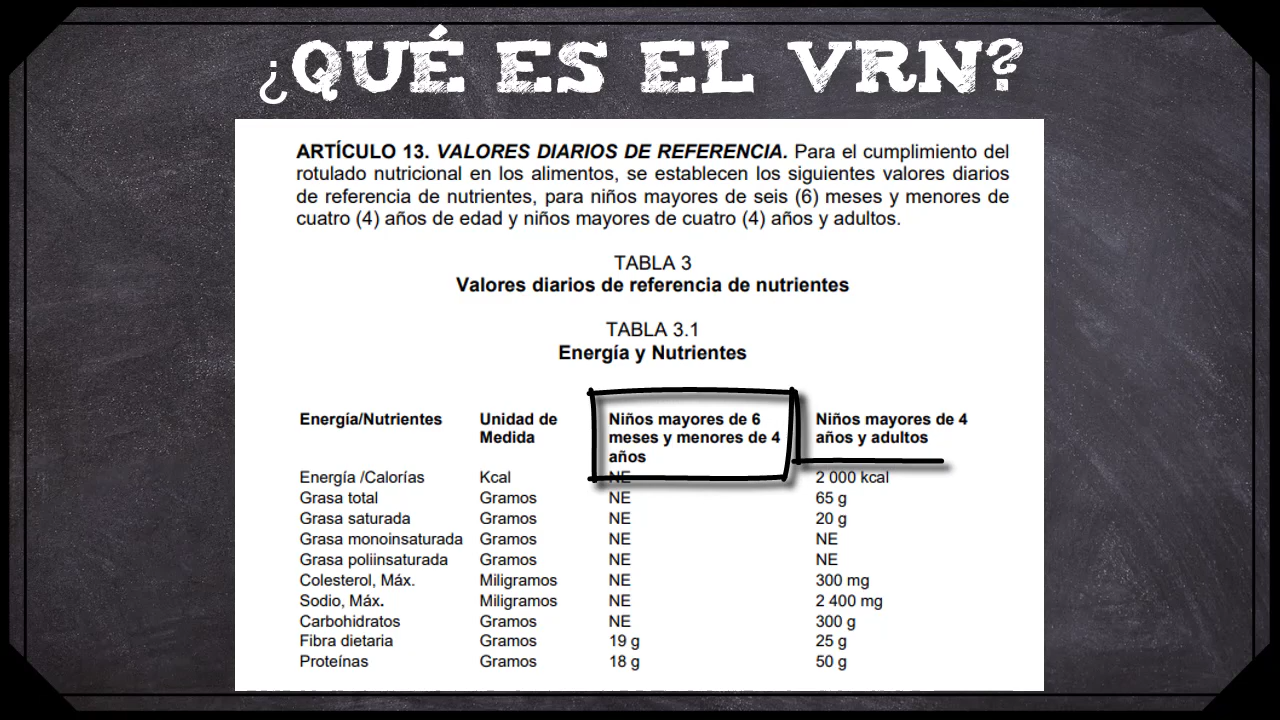 ¿QUÉ ES EL VRN?
ARTÍCULO 13. VALORES DIARIOS DE REFERENCIA. Para el cumplimiento del
rotulado nutricional en los alimentos, se establecen los siguientes valores diarios
de referencia de nutrientes, para niños mayores de seis (6) meses y menores de
cuatro (4) años de edad y niños mayores de cuatro (4) años y adultos.
TABLA 3
Valores diarios de referencia de nutrientes
TABLA 3.1
Energía y Nutrientes
Energía/Nutrientes Unidad de Medida Niños mayores de 6 meses y menores de 4 años Niños mayores de 4 años y adultos
Energía /Calorías Kcal NE 2 000 kcal
Grasa total Gramos NE 65 g
Grasa saturada Gramos NE 20 g
Grasa monoinsaturada Gramos NE NE
Grasa poliinsaturada Gramos NE NE
Colesterol, Máx. Miligramos NE 300 mg
Sodio, Máx. Miligramos NE 2 400 mg
Carbohidratos Gramos NE 300 g
Fibra dietaria Gramos 19 g 25 g
Proteínas Gramos 18 g 50 g